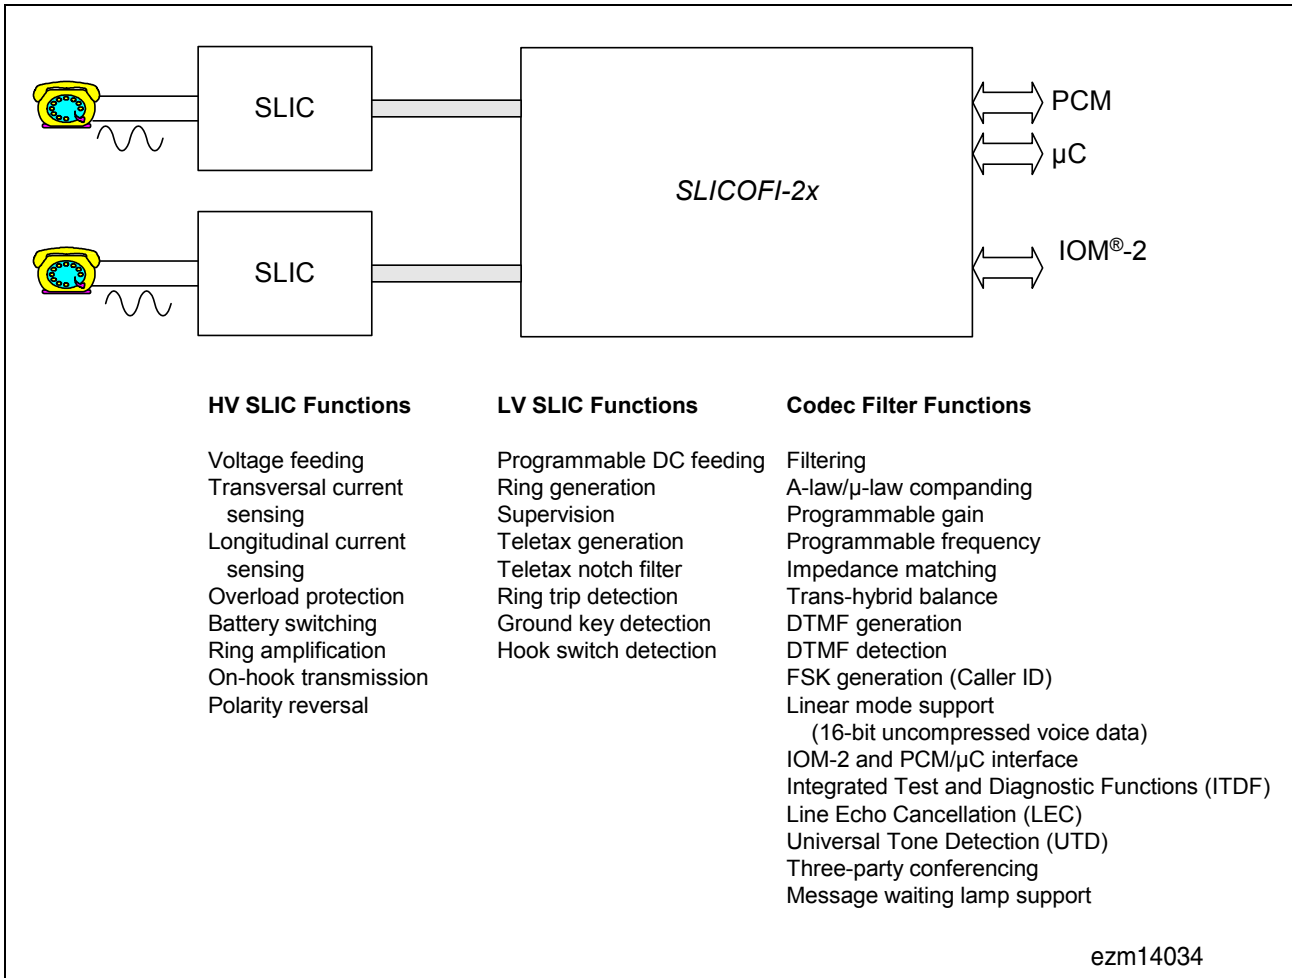 SLIC
PCM
µC
SLICOFI-2x
SLIC
IOM®-2
HV SLIC Functions
Voltage feeding
Transversal current
sensing
Longitudinal current
sensing
Overload protection
Battery switching
Ring amplification
On-hook transmission
Polarity reversal
LV SLIC Functions
Programmable DC feeding
Ring generation
Supervision
Teletax generation
Teletax notch filter
Ring trip detection
Ground key detection
Hook switch detection
Codec Filter Functions
Filtering
A-law/µ-law companding
Programmable gain
Programmable frequency
Impedance matching
Trans-hybrid balance
DTMF generation
DTMF detection
FSK generation (Caller ID)
Linear mode support
(16-bit uncompressed voice data)
IOM-2 and PCM/µC interface
Integrated Test and Diagnostic Functions (ITDF)
Line Echo Cancellation (LEC)
Universal Tone Detection (UTD)
Three-party conferencing
Message waiting lamp support
ezm14034